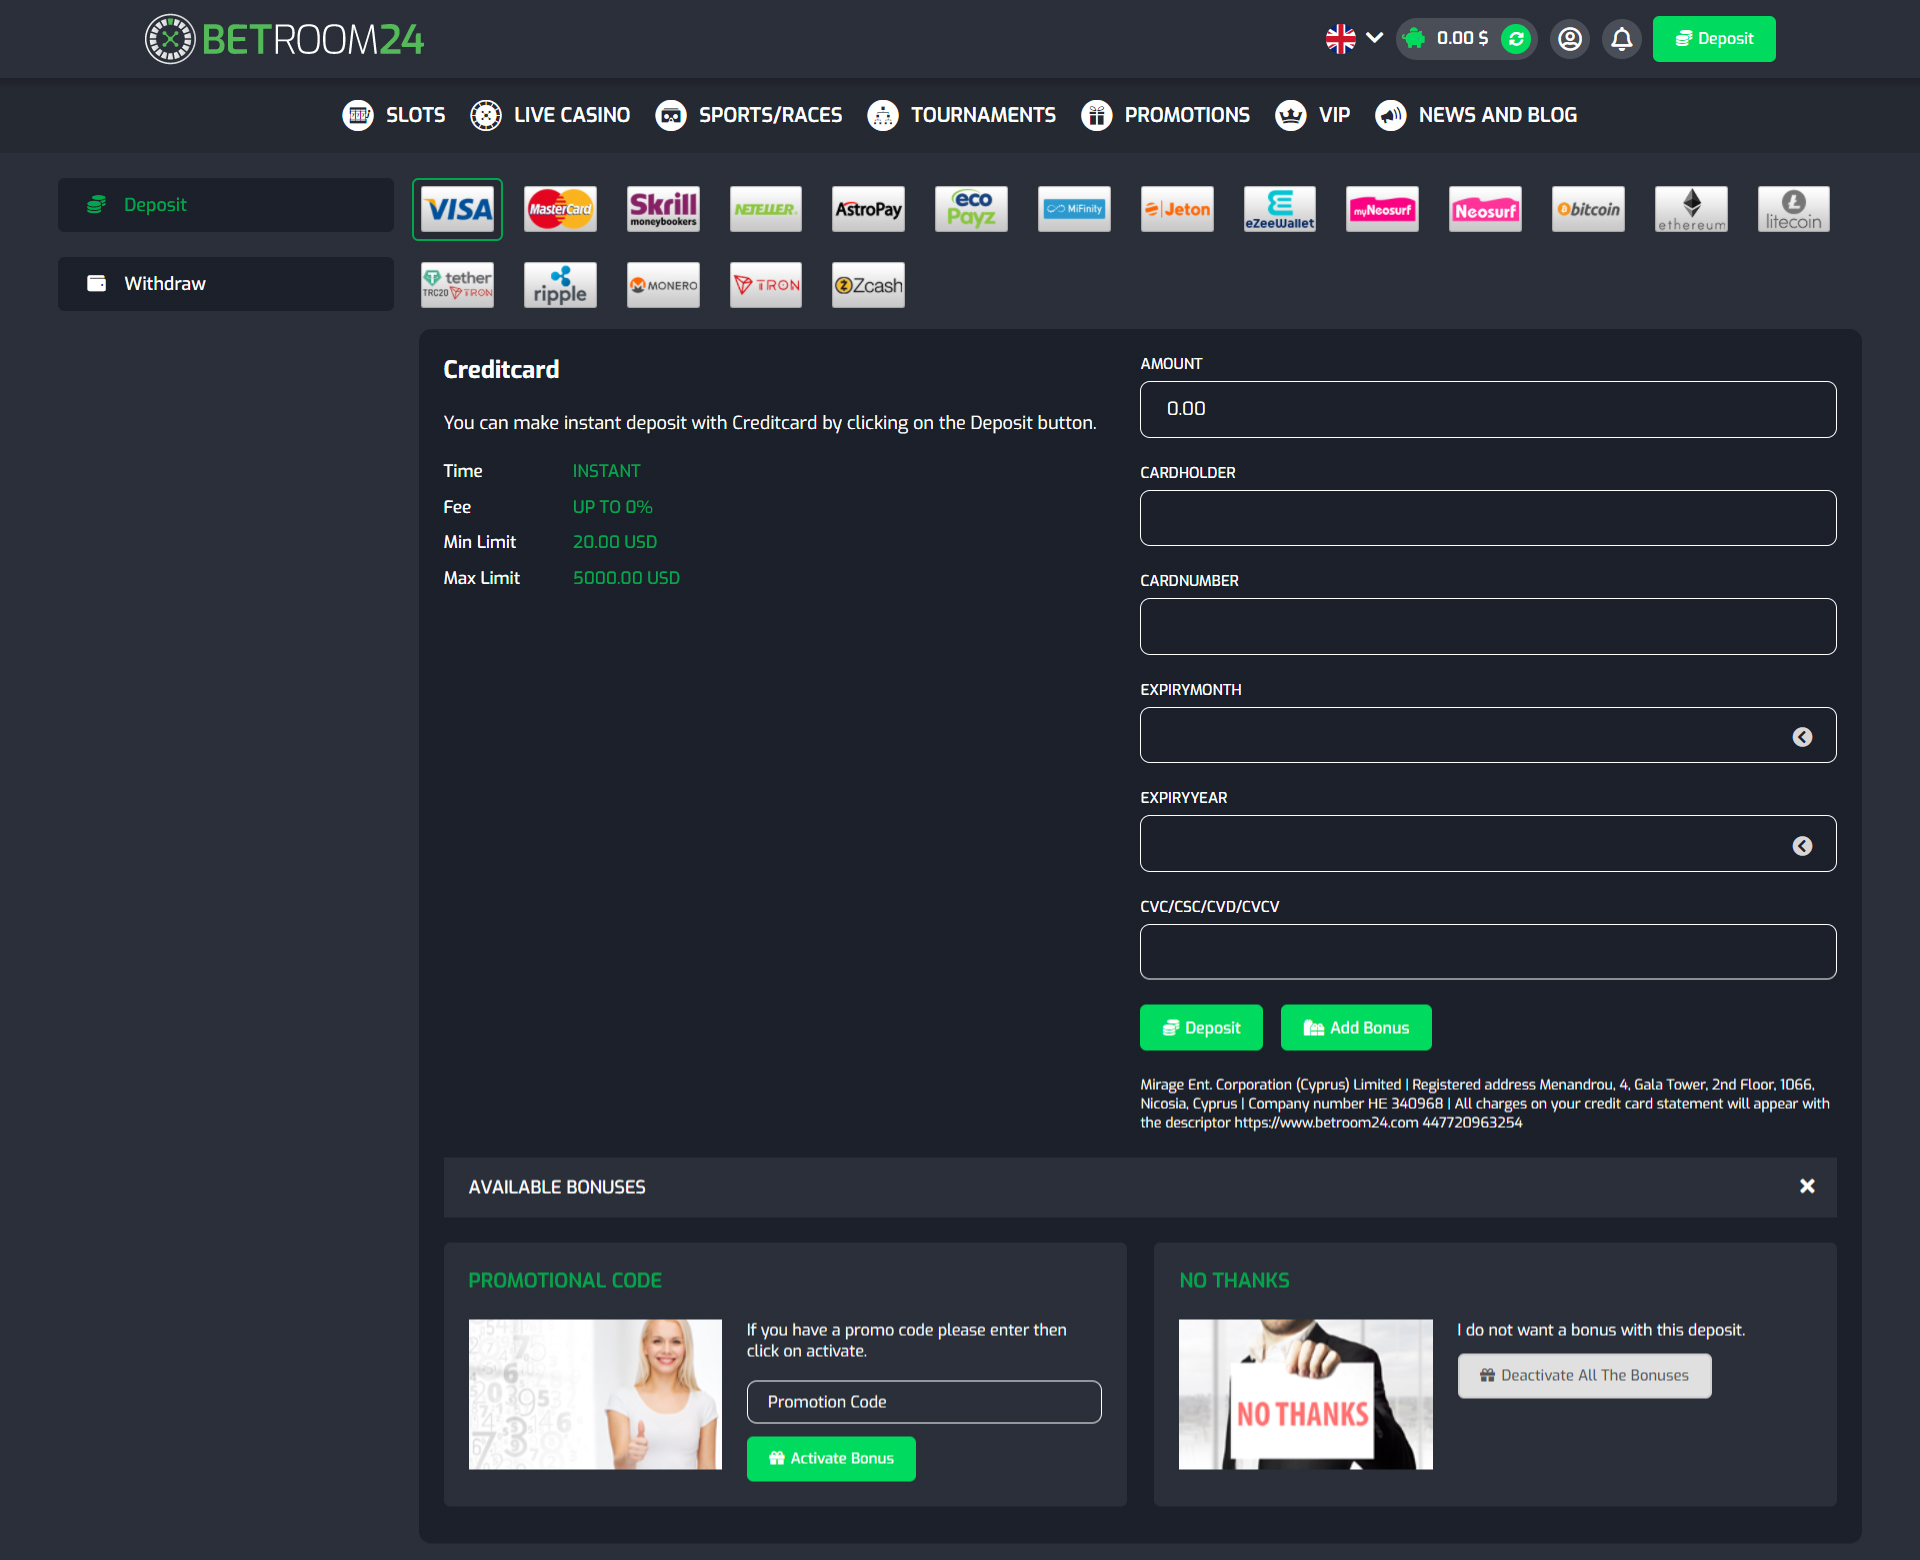 BETROOM24
0.00 $
Deposit
SLOTS
LIVE CASINO
SPORTS/RACES
TOURNAMENTS
PROMOTIONS
VIP
NEWS AND BLOG
Deposit
Withdraw
VISA
MasterCard
Skrill
moneybookers
NETELLER
AstroPay
eco
Payz
MiFinity
Jeton
eZeeWallet
myNeosurf
Neosurf
bitcoin
ethereum
litecoin
tether
TRC20 TRON
ripple
MONERO
TRON
Zcash
Creditcard
You can make instant deposit with Creditcard by clicking on the Deposit button.
Time INSTANT
Fee UP TO 0%
Min Limit 20.00 USD
Max Limit 5000.00 USD
AMOUNT
0.00
CARDHOLDER
CARDNUMBER
EXPIRYMONTH
EXPIRYYEAR
CVC/CSC/CVD/CVCV
Deposit
Add Bonus
Mirage Ent. Corporation (Cyprus) Limited | Registered address Menandrou, 4, Gala Tower, 2nd Floor, 1066,
Nicosia, Cyprus | Company number HE 340968 | All charges on your credit card statement will appear with
the descriptor https://www.betroom24.com 447720963254
AVAILABLE BONUSES
PROMOTIONAL CODE
If you have a promo code please enter then
click on activate.
Promotion Code
Activate Bonus
NO THANKS
NO THANKS
I do not want a bonus with this deposit.
Deactivate All The Bonuses